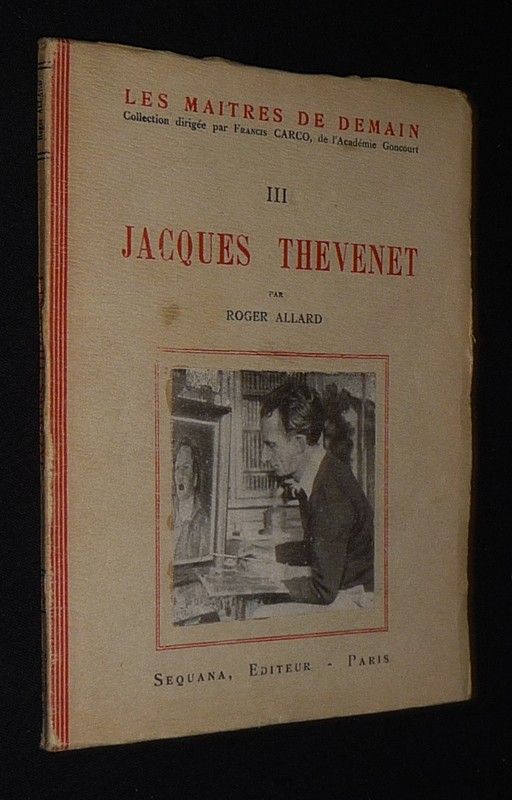 LES MAITRES DE DEMAIN
Collection dirigée par FRANCIS CARCO, de l'Académie Goncourt
III
JACQUES THEVENET
PAR
ROGER ALLARD
SEQUANA, EDITEUR - PARIS